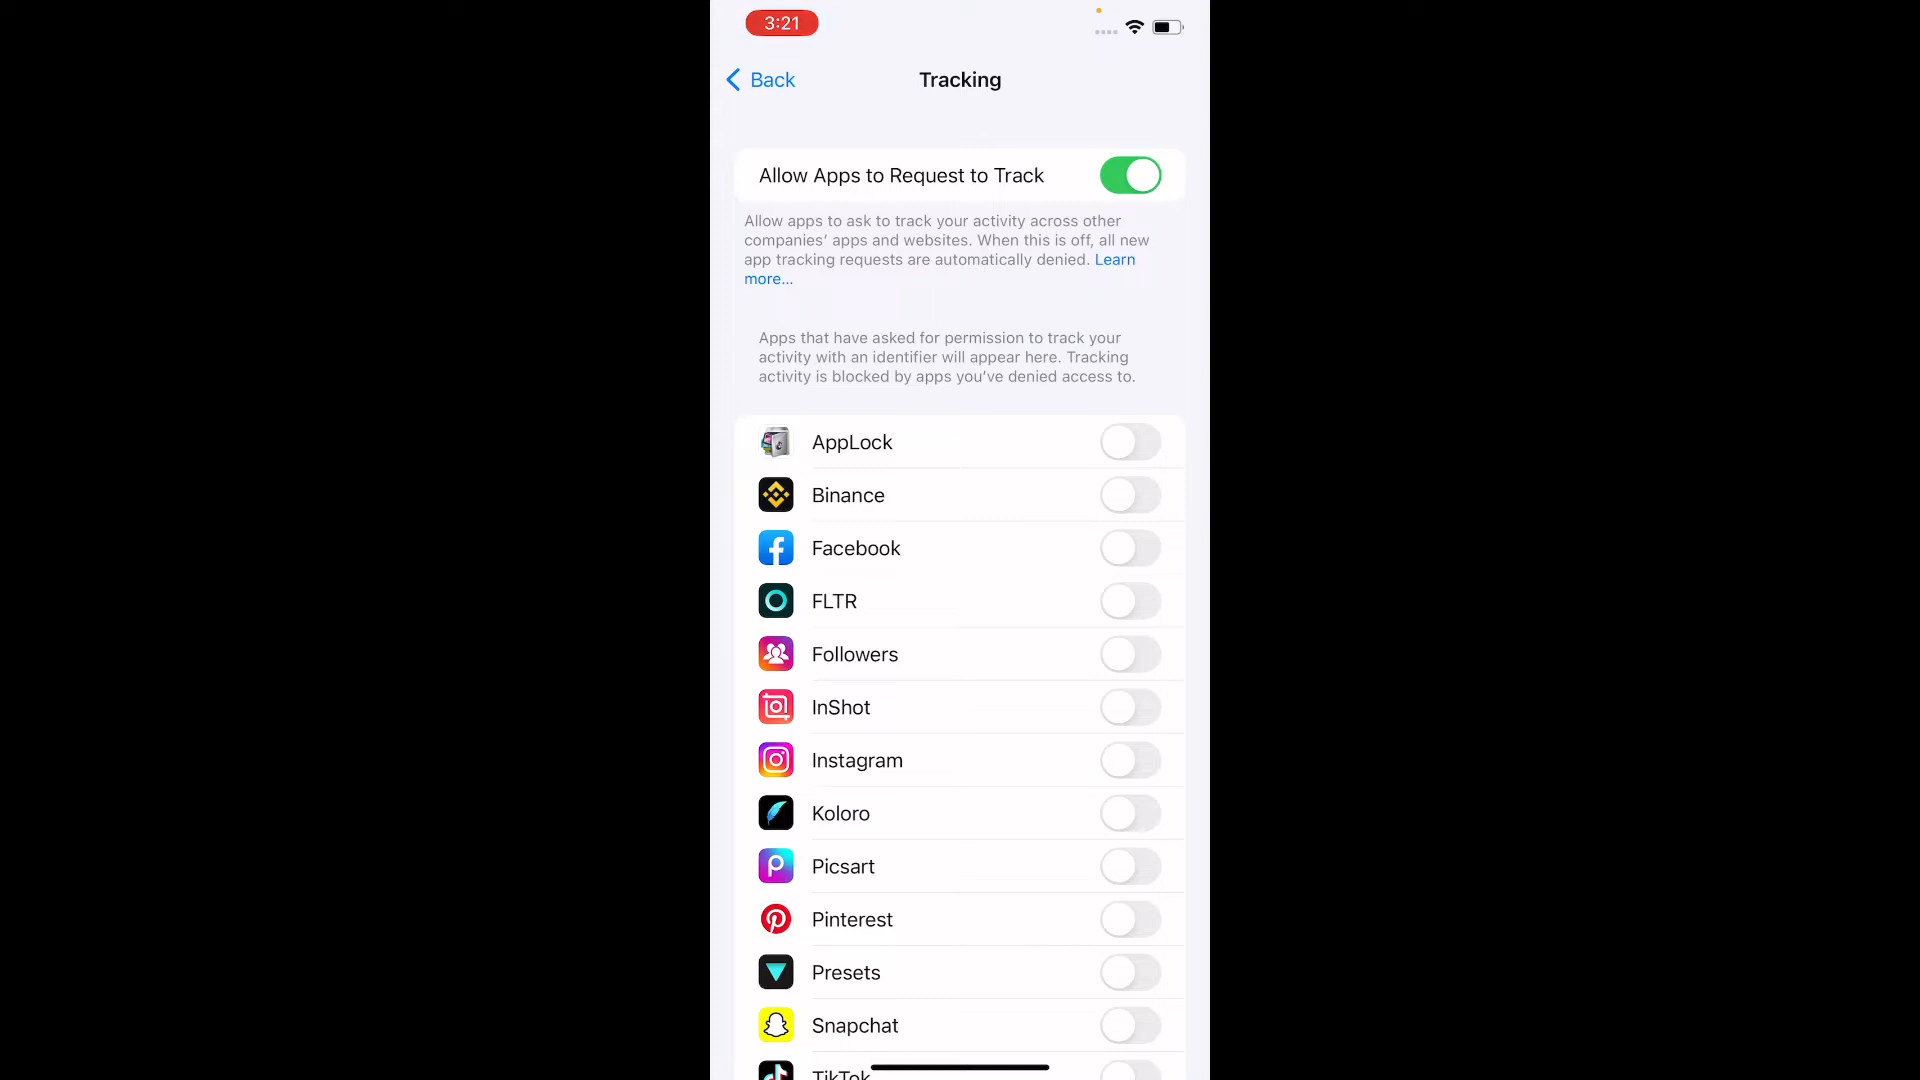 3:21
Back
Tracking
Allow Apps to Request to Track
Allow apps to ask to track your activity across other
companies' apps and websites. When this is off, all new
app tracking requests are automatically denied. Learn
more...
Apps that have asked for permission to track your
activity with an identifier will appear here. Tracking
activity is blocked by apps you've denied access to.
AppLock
Binance
Facebook
FLTR
Followers
InShot
Instagram
Koloro
Picsart
Pinterest
Presets
Snapchat
TikTok